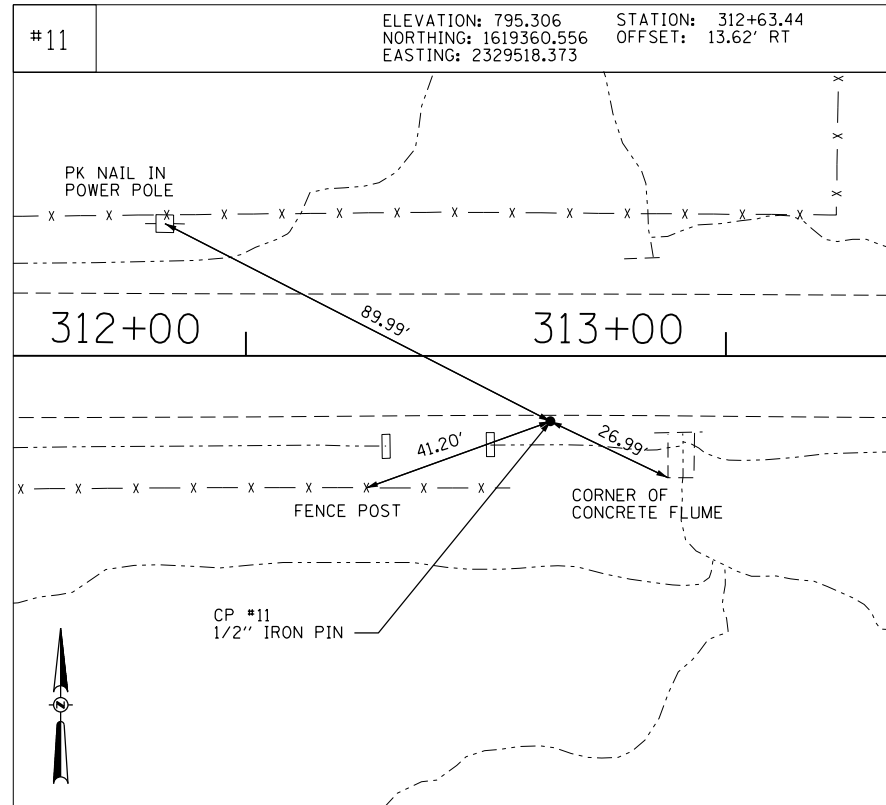 #11
ELEVATION: 795.306 STATION: 312+63.44
NORTHING: 1619360.556 OFFSET: 13.62' RT
EASTING: 2329518.373
PK NAIL IN
POWER POLE
89.99'
312+00 313+00
41.20'
26.99'
FENCE POST
CORNER OF
CONCRETE FLUME
CP #11
1/2'' IRON PIN
N